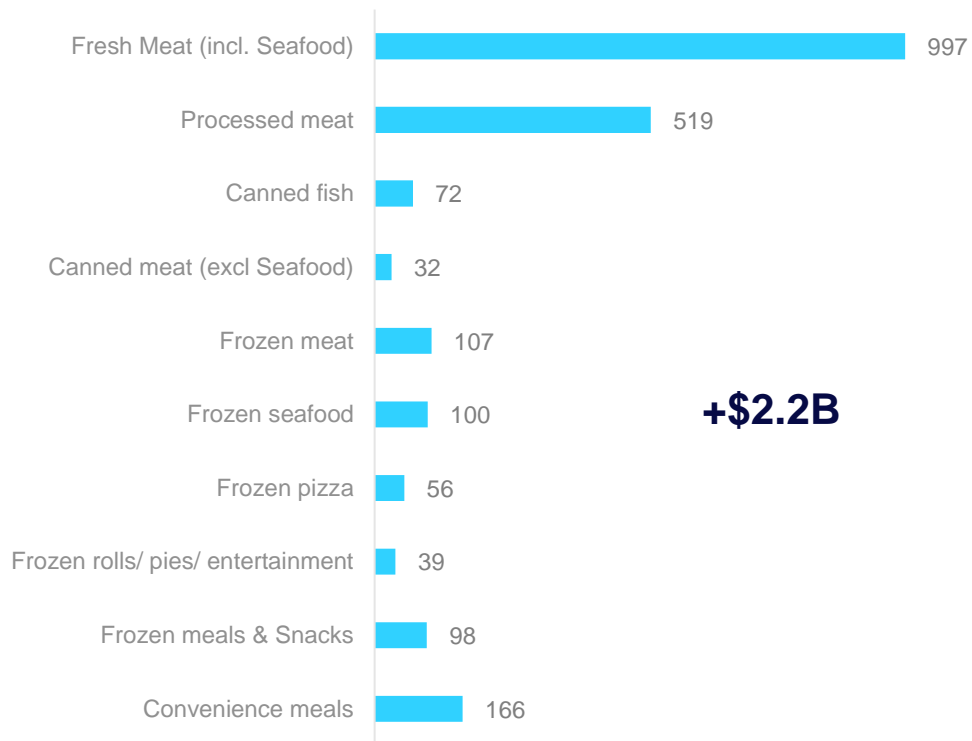 Fresh Meat (incl. Seafood) 997
Processed meat 519
Canned fish 72
Canned meat (excl Seafood) 32
Frozen meat 107
Frozen seafood 100
+$2.2B
Frozen pizza 56
Frozen rolls/ pies/ entertainment 39
Frozen meals & Snacks 98
Convenience meals 166